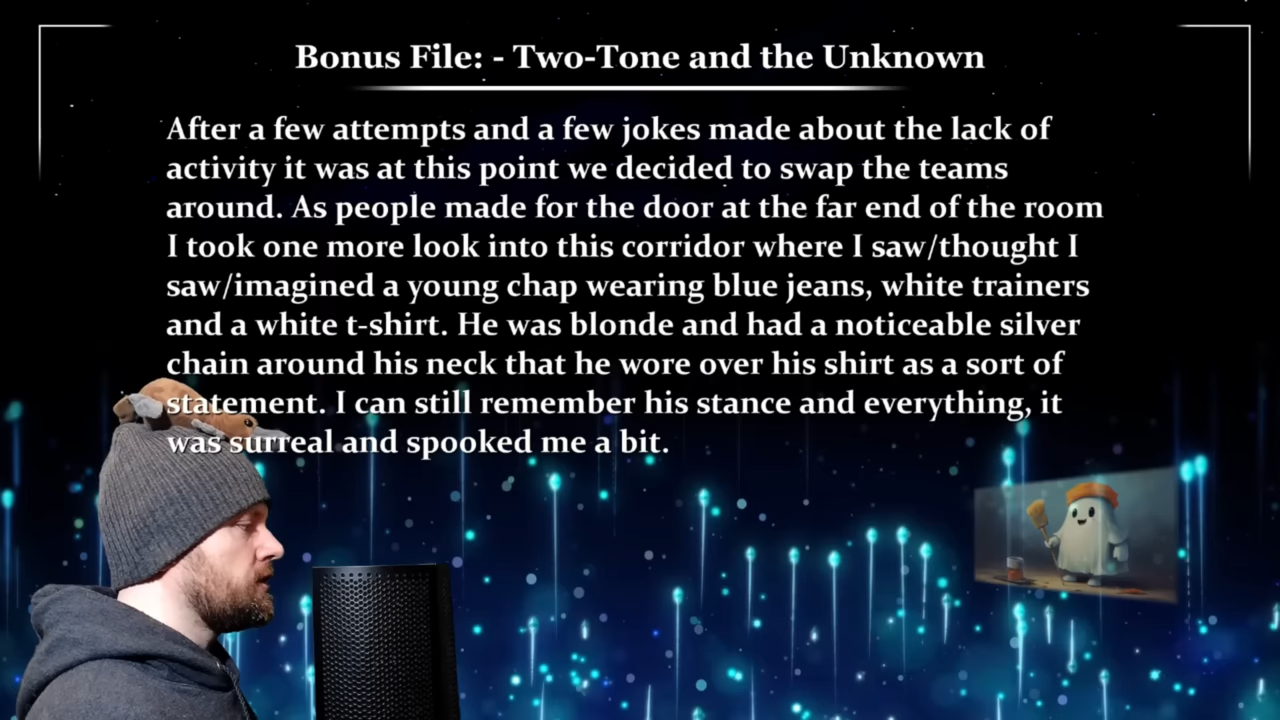 Bonus File: - Two-Tone and the Unknown
After a few attempts and a few jokes made about the lack of
activity it was at this point we decided to swap the teams
around. As people made for the door at the far end of the room
I took one more look into this corridor where I saw/thought I
saw/imagined a young chap wearing blue jeans, white trainers
and a white t-shirt. He was blonde and had a noticeable silver
chain around his neck that he wore over his shirt as a sort of
statement. I can still remember his stance and everything, it
was surreal and spooked me a bit.